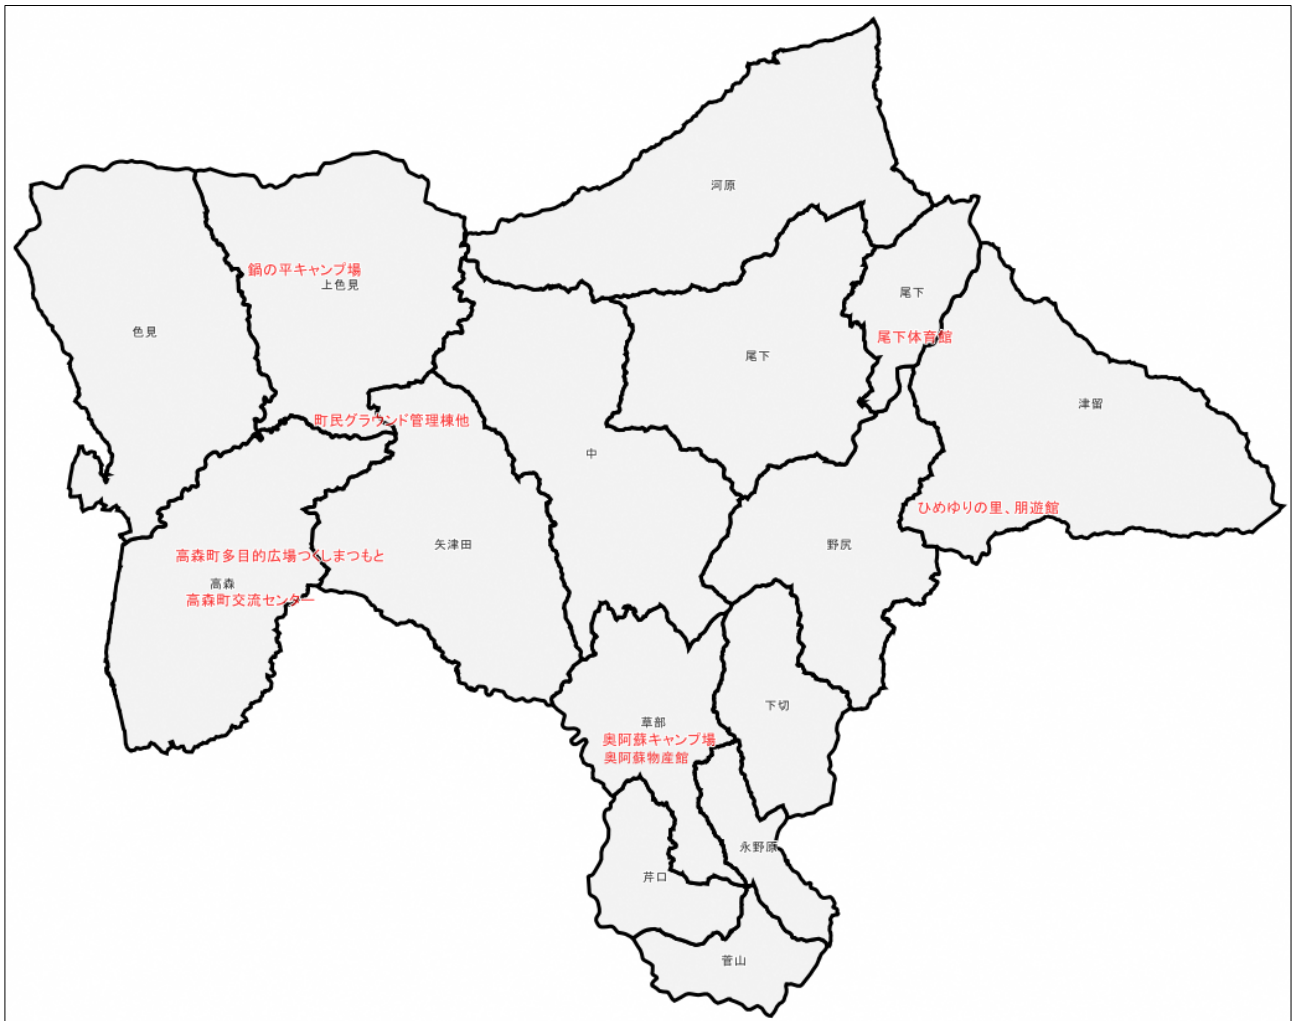 河原
鍋の平キャンプ場
上色見
尾下
色見
尾下体育館
尾下
津留
町民グラウンド管理棟他
中
ひめゆりの里、朋遊館
矢津田
野尻
高森町多目的広場つくしまつもと
高森
高森町交流センター
下切
草部
奥阿蘇キャンプ場
奥阿蘇物産館
永野原
芹口
菅山